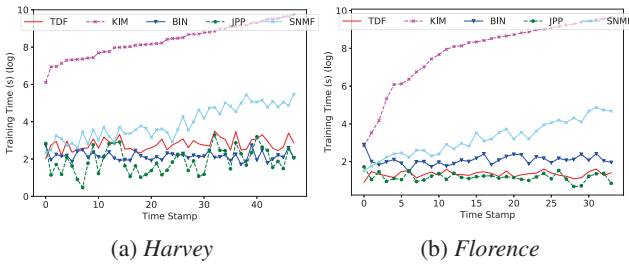 TDF KIM BIN JPP SNMF
Training Time (s) (log)
10
8
6
4
2
0
0 10 20 30 40
Time Stamp
(a) Harvey
TDF KIM BIN JPP SNMF
Training Time (s) (log)
10
8
6
4
2
0 5 10 15 20 25 30
Time Stamp
(b) Florence